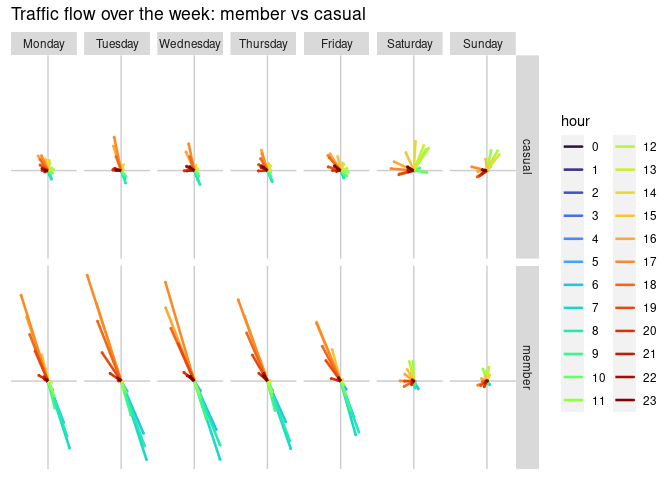 Traffic flow over the week: member vs casual
Monday Tuesday Wednesday Thursday Friday Saturday Sunday
casual
member
hour
0 12
1 13
2 14
3 15
4 16
5 17
6 18
7 19
8 20
9 21
10 22
11 23